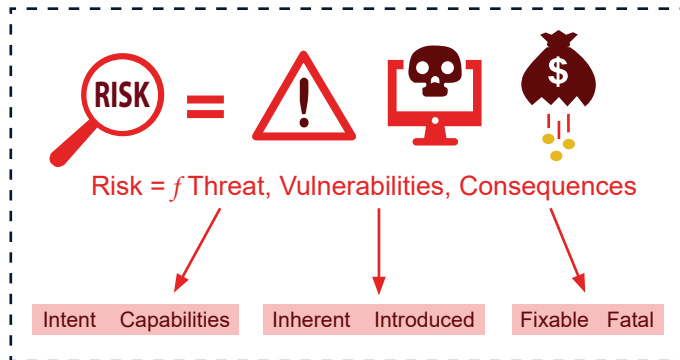 RISK = ! $
Risk = f Threat, Vulnerabilities, Consequences
Intent Capabilities Inherent Introduced Fixable Fatal